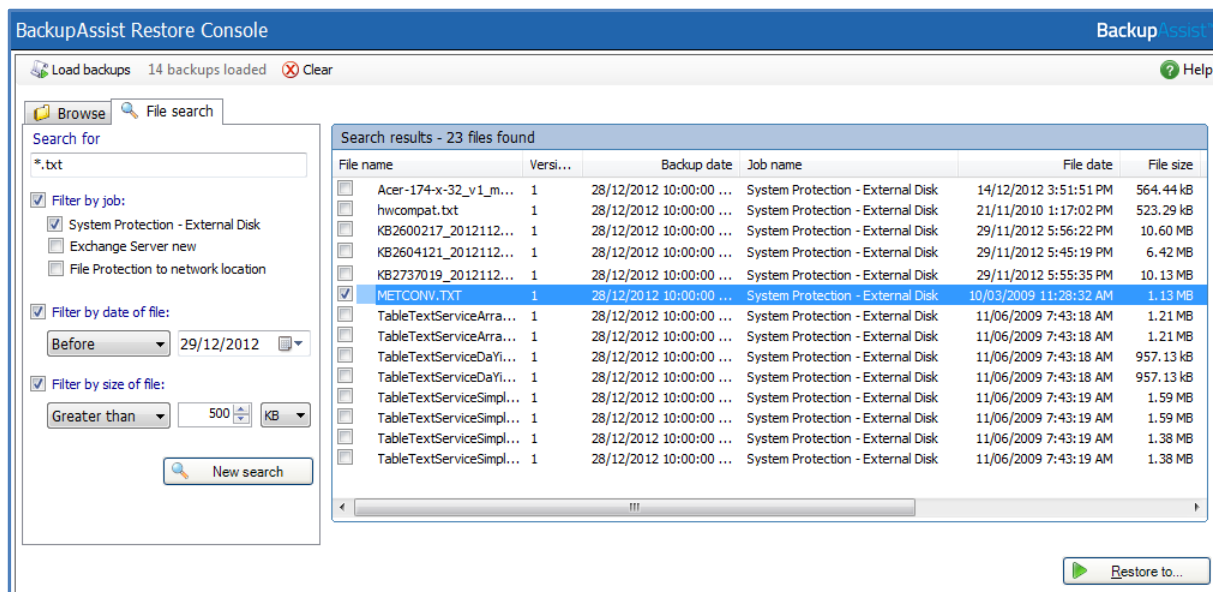 BackupAssist Restore Console BackupAssist
Load backups 14 backups loaded Clear Help
Browse File search
Search for
*.txt
Filter by job:
System Protection - External Disk
Exchange Server new
File Protection to network location
Filter by date of file:
Before 29/12/2012
Filter by size of file:
Greater than 500 KB
New search
Search results - 23 files found
File name Versi... Backup date Job name File date File size
Acer-174-x-32_v1_m... 1 28/12/2012 10:00:00 ... System Protection - External Disk 14/12/2012 3:51:51 PM 564.44 kB
hwcompat.txt 1 28/12/2012 10:00:00 ... System Protection - External Disk 21/11/2010 1:17:02 PM 523.29 kB
KB2600217_2012112... 1 28/12/2012 10:00:00 ... System Protection - External Disk 29/11/2012 5:56:22 PM 10.60 MB
KB2604121_2012112... 1 28/12/2012 10:00:00 ... System Protection - External Disk 29/11/2012 5:45:19 PM 6.42 MB
KB2737019_2012112... 1 28/12/2012 10:00:00 ... System Protection - External Disk 29/11/2012 5:55:35 PM 10.13 MB
METCONV.TXT 1 28/12/2012 10:00:00 ... System Protection - External Disk 10/03/2009 11:28:32 AM 1.13 MB
TableTextServiceArra... 1 28/12/2012 10:00:00 ... System Protection - External Disk 11/06/2009 7:43:18 AM 1.21 MB
TableTextServiceArra... 1 28/12/2012 10:00:00 ... System Protection - External Disk 11/06/2009 7:43:18 AM 1.21 MB
TableTextServiceDaYi... 1 28/12/2012 10:00:00 ... System Protection - External Disk 11/06/2009 7:43:18 AM 957.13 kB
TableTextServiceDaYi... 1 28/12/2012 10:00:00 ... System Protection - External Disk 11/06/2009 7:43:18 AM 957.13 kB
TableTextServiceSimpl... 1 28/12/2012 10:00:00 ... System Protection - External Disk 11/06/2009 7:43:19 AM 1.59 MB
TableTextServiceSimpl... 1 28/12/2012 10:00:00 ... System Protection - External Disk 11/06/2009 7:43:19 AM 1.59 MB
TableTextServiceSimpl... 1 28/12/2012 10:00:00 ... System Protection - External Disk 11/06/2009 7:43:19 AM 1.38 MB
TableTextServiceSimpl... 1 28/12/2012 10:00:00 ... System Protection - External Disk 11/06/2009 7:43:19 AM 1.38 MB
Restore to...